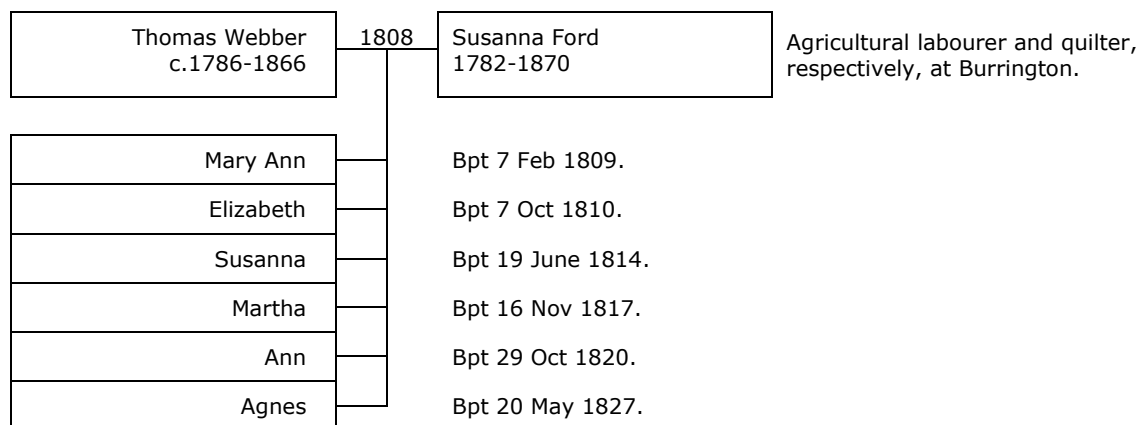 Thomas Webber
c.1786-1866
1808
Susanna Ford
1782-1870
Agricultural labourer and quilter,
respectively, at Burrington.
Mary Ann Bpt 7 Feb 1809.
Elizabeth Bpt 7 Oct 1810.
Susanna Bpt 19 June 1814.
Martha Bpt 16 Nov 1817.
Ann Bpt 29 Oct 1820.
Agnes Bpt 20 May 1827.